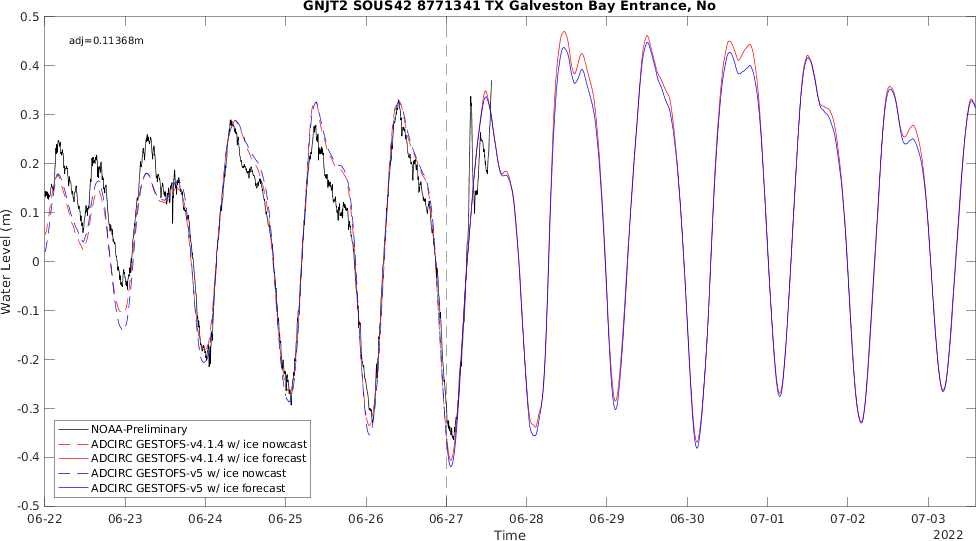 GNJT2 SOUS42 8771341 TX Galveston Bay Entrance, No
adj=0.11368m
0.5
0.4
0.3
0.2
0.1
0
-0.1
-0.2
-0.3
-0.4
-0.5
Water Level (m)
NOAA-Preliminary
ADCIRC GESTOFS-v4.1.4 w/ ice nowcast
ADCIRC GESTOFS-v4.1.4 w/ ice forecast
ADCIRC GESTOFS-v5 w/ ice nowcast
ADCIRC GESTOFS-v5 w/ ice forecast
06-22 06-23 06-24 06-25 06-26 06-27 06-28 06-29 06-30 07-01 07-02 07-03
Time
2022